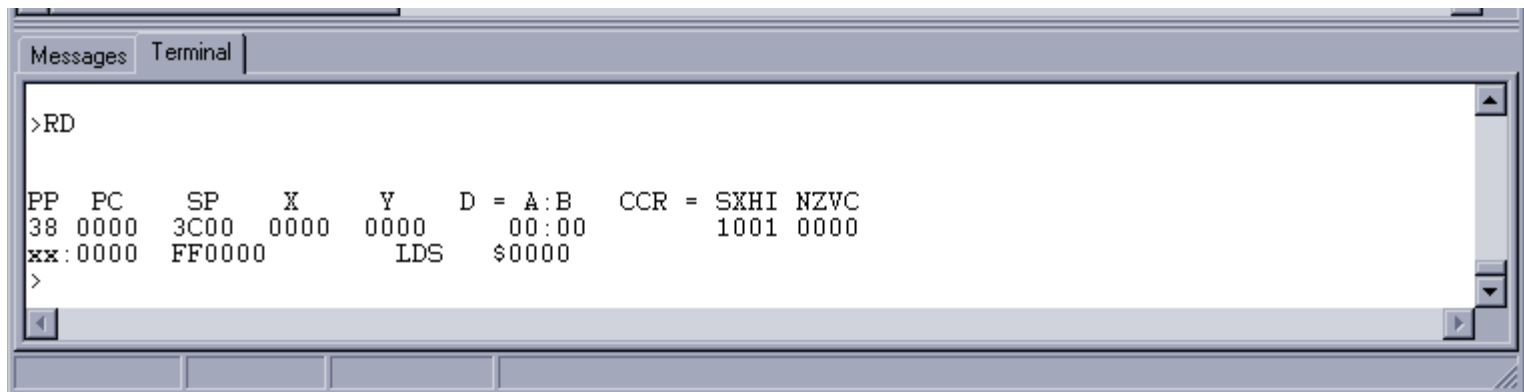 Messages Terminal
>RD
PP PC SP X Y D = A:B CCR = SXHI NZVC
38 0000 3C00 0000 0000 00:00 1001 0000
xx:0000 FF0000 LDS $0000
>